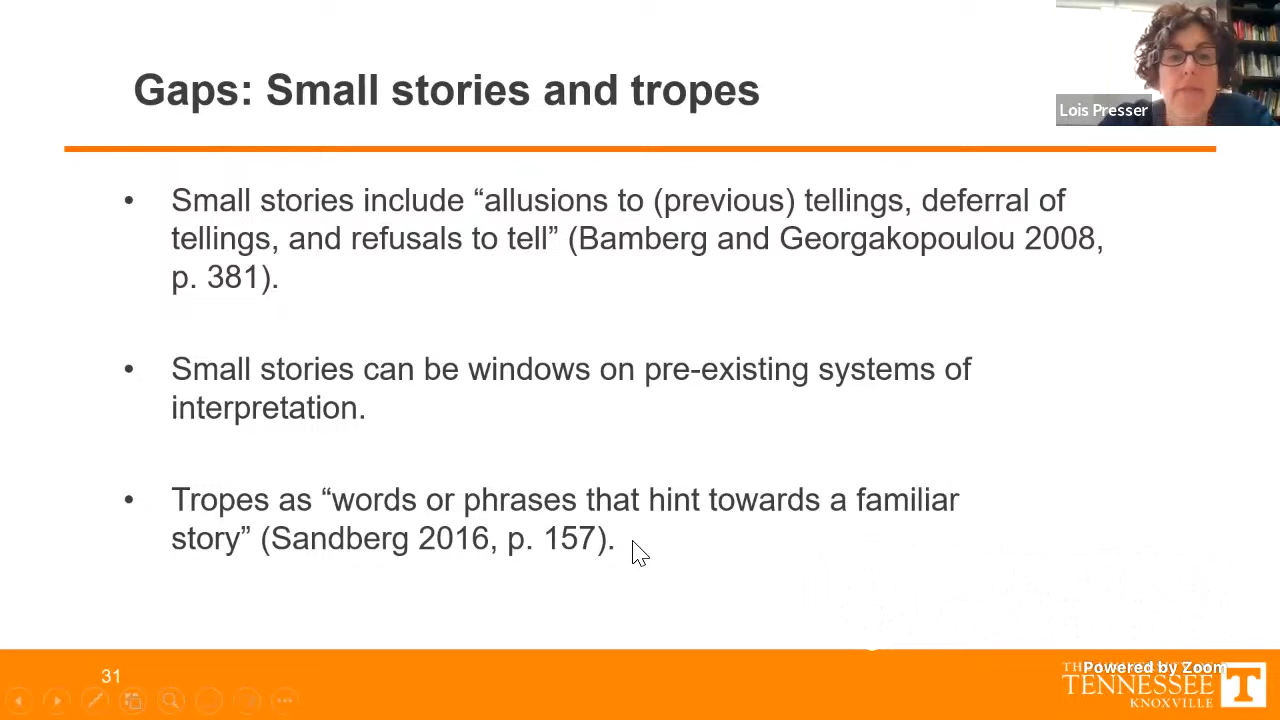 Gaps: Small stories and tropes
Lois Presser
• Small stories include “allusions to (previous) tellings, deferral of
tellings, and refusals to tell” (Bamberg and Georgakopoulou 2008,
p. 381).
• Small stories can be windows on pre-existing systems of
interpretation.
• Tropes as “words or phrases that hint towards a familiar
story” (Sandberg 2016, p. 157).
31
Powered by Zoom
TENNESSEE
KNOXVILLE
T